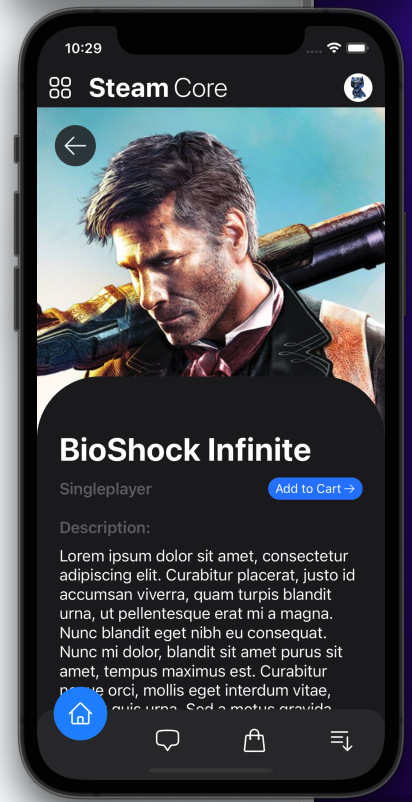 10:29
Steam Core
BioShock Infinite
Singleplayer
Add to Cart →
Description:
Lorem ipsum dolor sit amet, consectetur
adipiscing elit. Curabitur placerat, justo id
accumsan viverra, quam turpis blandit
urna, ut pellentesque erat mi a magna.
Nunc blandit eget nibh eu consequat.
Nunc mi dolor, blandit sit amet purus sit
amet, tempus maximus est. Curabitur
orci, mollis eget interdum vitae,
quis urna. Sed a metus gravida